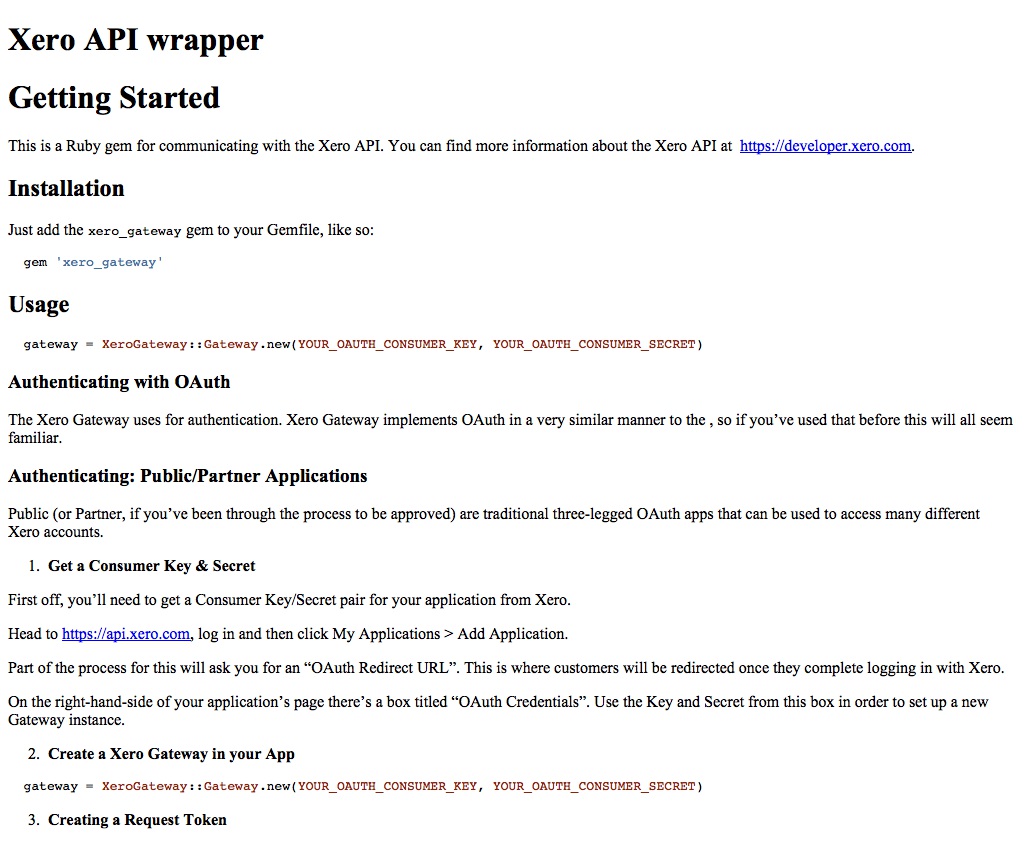 Xero API wrapper
Getting Started
This is a Ruby gem for communicating with the Xero API. You can find more information about the Xero API at https://developer.xero.com.
Installation
Just add the xero_gateway gem to your Gemfile, like so:
gem 'xero_gateway'
Usage
gateway = XeroGateway::Gateway.new(YOUR_OAUTH_CONSUMER_KEY, YOUR_OAUTH_CONSUMER_SECRET)
Authenticating with OAuth
The Xero Gateway uses for authentication. Xero Gateway implements OAuth in a very similar manner to the , so if you’ve used that before this will all seem
familiar.
Authenticating: Public/Partner Applications
Public (or Partner, if you’ve been through the process to be approved) are traditional three-legged OAuth apps that can be used to access many different
Xero accounts.
1. Get a Consumer Key & Secret
First off, you’ll need to get a Consumer Key/Secret pair for your application from Xero.
Head to https://api.xero.com, log in and then click My Applications > Add Application.
Part of the process for this will ask you for an “OAuth Redirect URL”. This is where customers will be redirected once they complete logging in with Xero.
On the right-hand-side of your application’s page there’s a box titled “OAuth Credentials”. Use the Key and Secret from this box in order to set up a new
Gateway instance.
2. Create a Xero Gateway in your App
gateway = XeroGateway::Gateway.new(YOUR_OAUTH_CONSUMER_KEY, YOUR_OAUTH_CONSUMER_SECRET)
3. Creating a Request Token